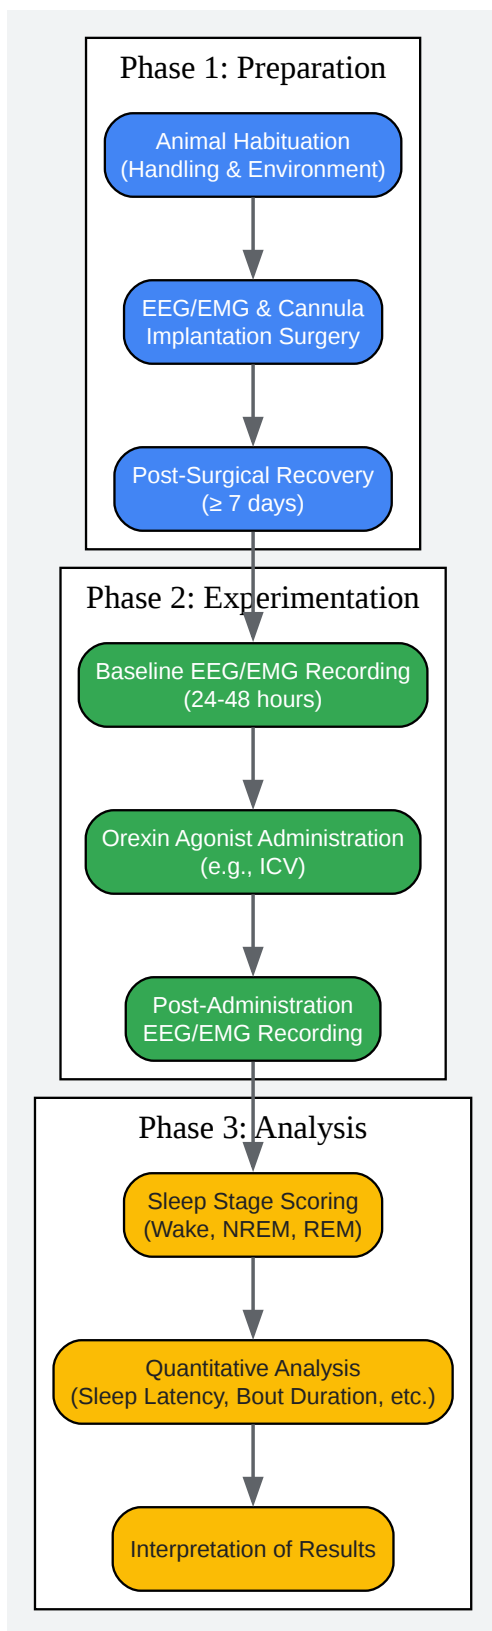 Phase 1: Preparation
Animal Habituation
(Handling & Environment)
EEG/EMG & Cannula
Implantation Surgery
Post-Surgical Recovery
(≥ 7 days)
Phase 2: Experimentation
Baseline EEG/EMG Recording
(24-48 hours)
Orexin Agonist Administration
(e.g., ICV)
Post-Administration
EEG/EMG Recording
Phase 3: Analysis
Sleep Stage Scoring
(Wake, NREM, REM)
Quantitative Analysis
(Sleep Latency, Bout Duration, etc.)
Interpretation of Results